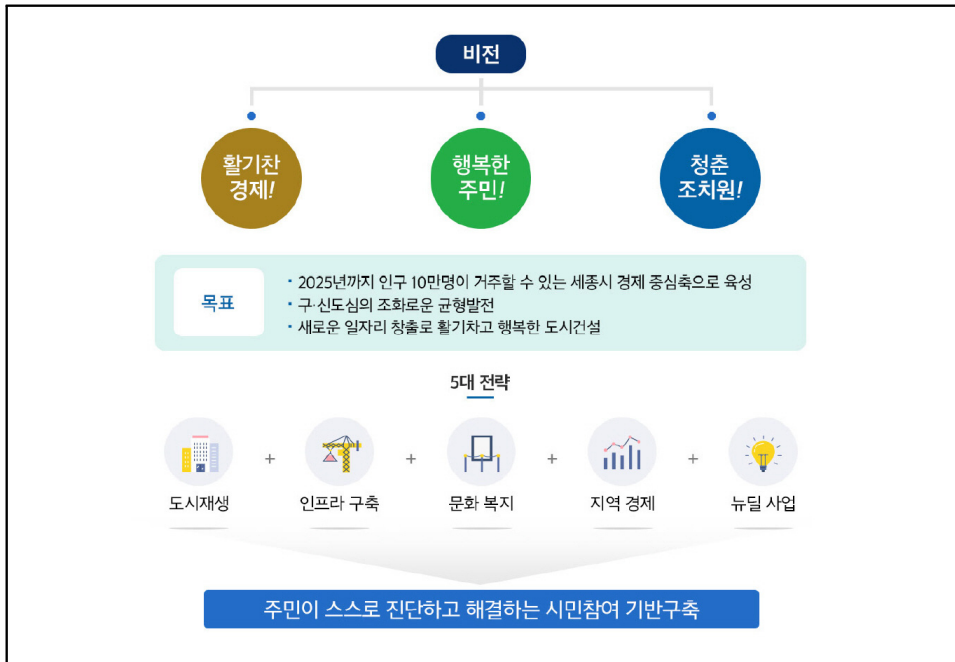 비전
활기찬
경제!
행복한
주민!
청춘
조치원!
목표
· 2025년까지 인구 10만명이 거주할 수 있는 세종시 경제 중심축으로 육성
· 구·신도심의 조화로운 균형발전
· 새로운 일자리 창출로 활기차고 행복한 도시건설
5대 전략
도시재생 + 인프라 구축 + 문화 복지 + 지역 경제 + 뉴딜 사업
주민이 스스로 진단하고 해결하는 시민참여 기반구축